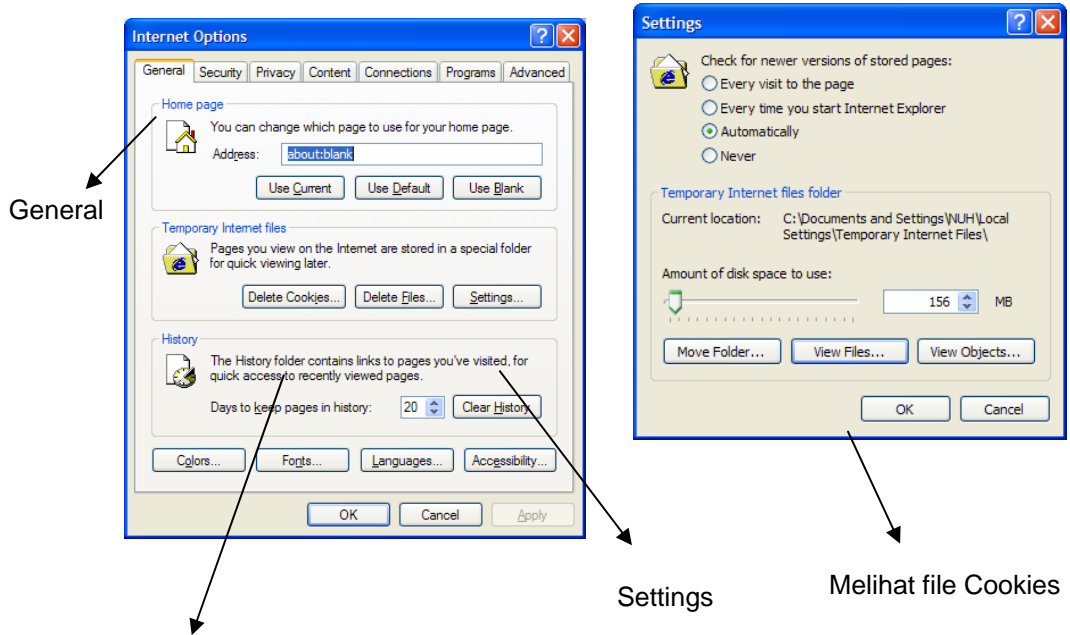 Internet Options
General Security Privacy Content Connections Programs Advanced
Home page
You can change which page to use for your home page.
Address: about:blank
Use Current Use Default Use Blank
Temporary Internet files
Pages you view on the Internet are stored in a special folder
for quick viewing later.
Delete Cookies... Delete Files... Settings...
History
The History folder contains links to pages you've visited, for
quick access to recently viewed pages.
Days to keep pages in history: 20 Clear History
Colors... Fonts... Languages... Accessibility...
OK Cancel Apply
Settings
Check for newer versions of stored pages:
Every visit to the page
Every time you start Internet Explorer
Automatically
Never
Temporary Internet files folder
Current location: C:\Documents and Settings\NUH\Local
Settings\Temporary Internet Files\
Amount of disk space to use:
156 MB
Move Folder... View Files... View Objects...
OK Cancel
General
Settings
Melihat file Cookies